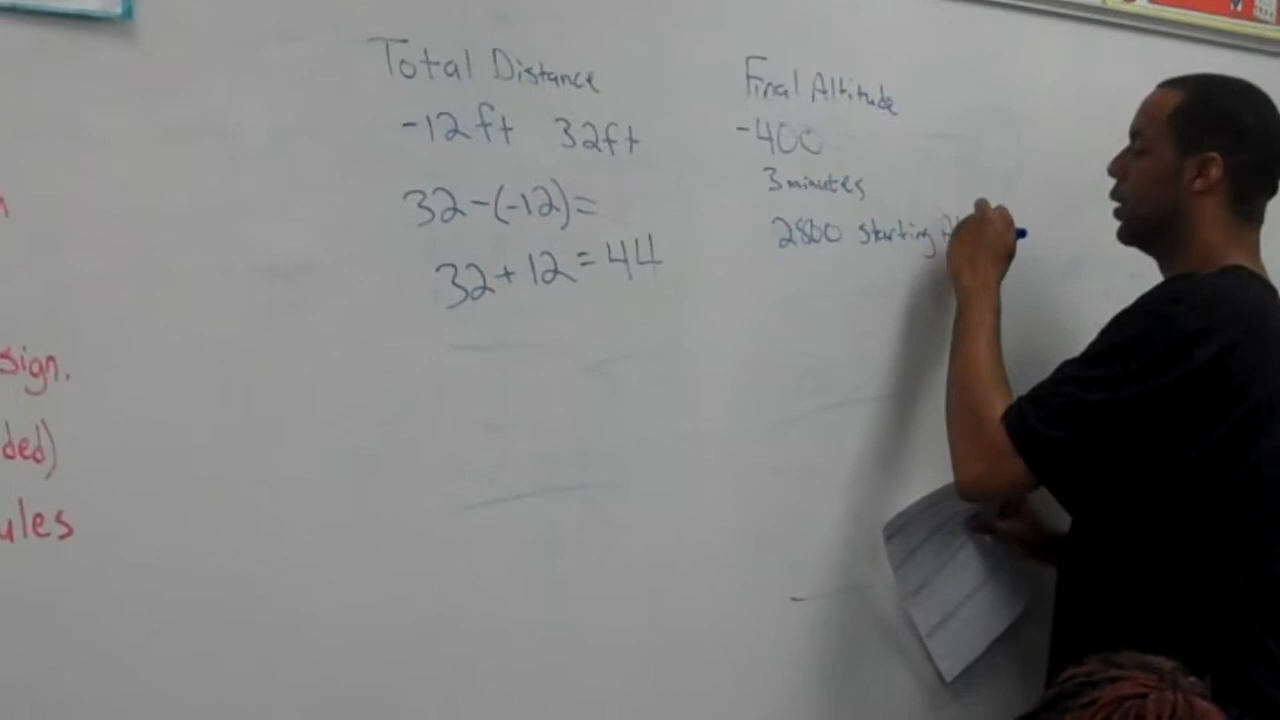 sign.
ded)
ules
Total Distance
-12ft 32ft
32-(-12)=
32+12=44
Final Altitude
-400
3 minutes
2800 starting